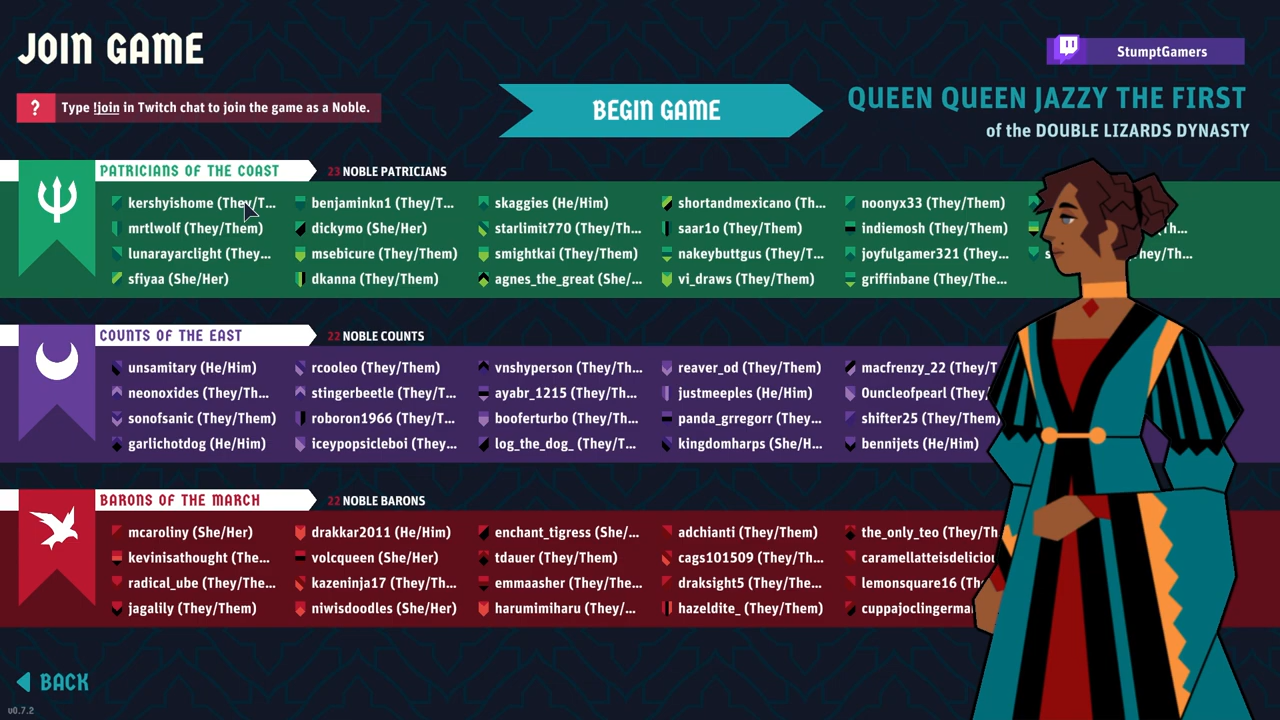 JOIN GAME
StumptGamers
? Type !join in Twitch chat to join the game as a Noble.
BEGIN GAME
QUEEN QUEEN JAZZY THE FIRST
of the DOUBLE LIZARDS DYNASTY
PATRICIANS OF THE COAST 23 NOBLE PATRICIANS
kershyishome (They/T... benjaminkn1 (They/T... skaggies (He/Him) shortandmexicano (Th... noonyx33 (They/Them)
mrtlwolf (They/Them) dickymo (She/Her) starlimit770 (They/Th... saar1o (They/Them) indiemosh (They/Them)
lunarayarclight (They... msebicure (They/Them) smightkai (They/Them) nakeybuttgus (They/T... joyfulgamer321 (They...
sfiyaa (She/Her) dkanna (They/Them) agnes_the_great (She/... vi_draws (They/Them) griffinbane (They/The...
COUNTS OF THE EAST 22 NOBLE COUNTS
unsamitary (He/Him) rcooleo (They/Them) vnshyperson (They/Th... reaver_od (They/Them) macfrenzy_22 (They/T
neonoxides (They/Th... stingerbeetle (They/T... ayabr_1215 (They/Them) justmeeples (He/Him) 0uncleofpearl (They/
sonofsanic (They/Them) roboron1966 (They/T... booferturbo (They/Th... panda_grregorr (They... shifter25 (They/Them)
garlichotdog (He/Him) iceypopsicleboi (They... log_the_dog_ (They/T... kingdomharps (She/H... bennijets (He/Him)
BARONS OF THE MARCH 22 NOBLE BARONS
mcaroliny (She/Her) drakkar2011 (He/Him) enchant_tigress (She/... adchianti (They/Them) the_only_teo (They/Th
kevinisathought (The... volcqueen (She/Her) tdauer (They/Them) cags101509 (They/Them) caramellatteisdelicio
radical_ube (They/The... kazeninja17 (They/Th... emmaasher (They/Them) draksight5 (They/The... lemonsquare16 (Th
jagalily (They/Them) niwisdoodles (She/Her) harumimiharu (They/... hazeldite_ (They/Them) cuppajoclingerma
BACK
v0.7.2